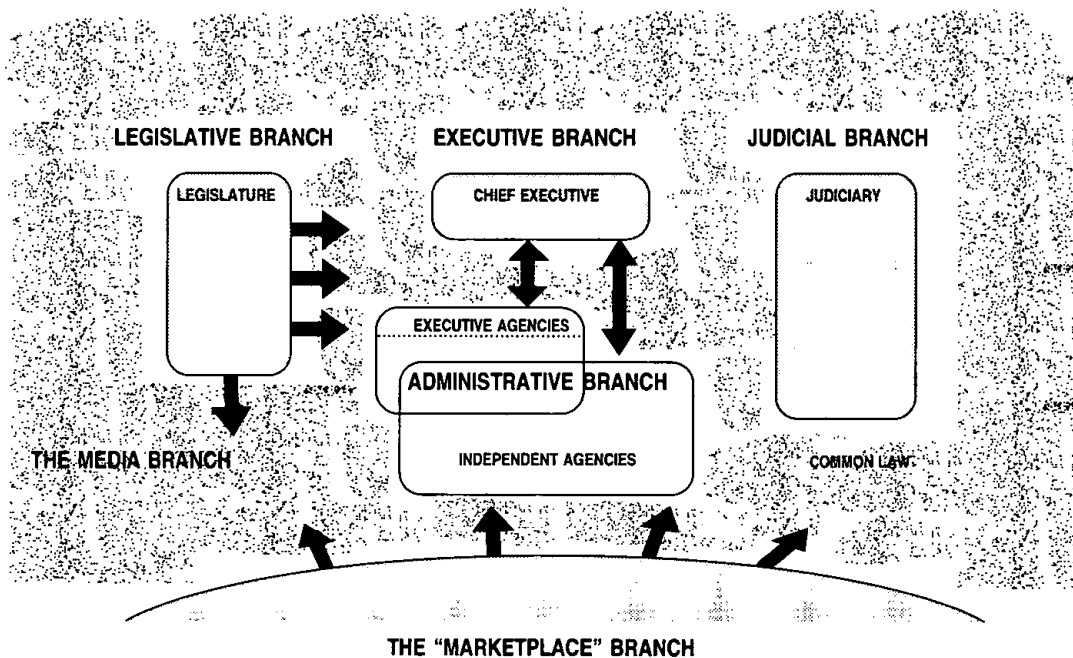 LEGISLATIVE BRANCH
EXECUTIVE BRANCH
JUDICIAL BRANCH
LEGISLATURE
CHIEF EXECUTIVE
JUDICIARY
EXECUTIVE AGENCIES
ADMINISTRATIVE BRANCH
THE MEDIA BRANCH
INDEPENDENT AGENCIES
COMMON LAW
THE “MARKETPLACE” BRANCH